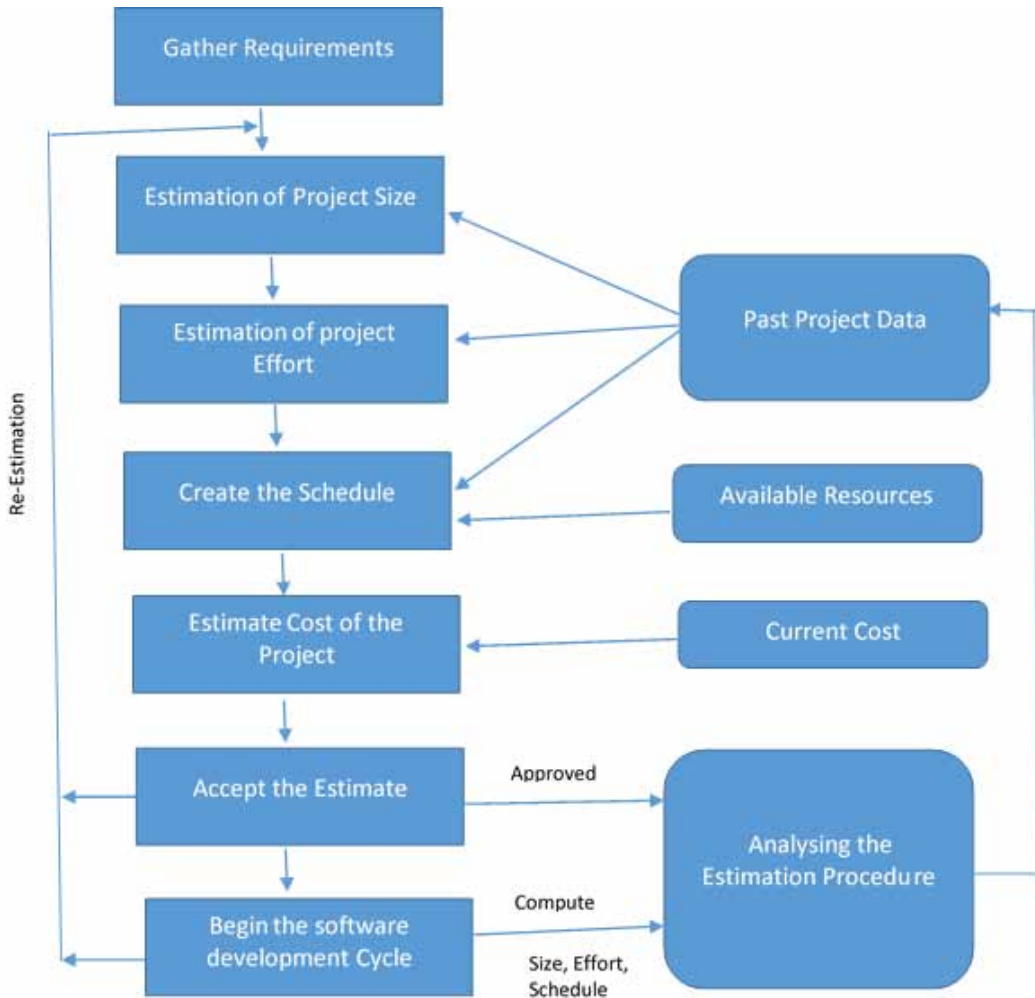 Gather Requirements
Estimation of Project Size
Estimation of project
Effort
Past Project Data
Re-Estimation
Create the Schedule
Available Resources
Estimate Cost of the
Project
Current Cost
Accept the Estimate
Approved
Analysing the
Estimation Procedure
Begin the software
development Cycle
Compute
Size, Effort,
Schedule